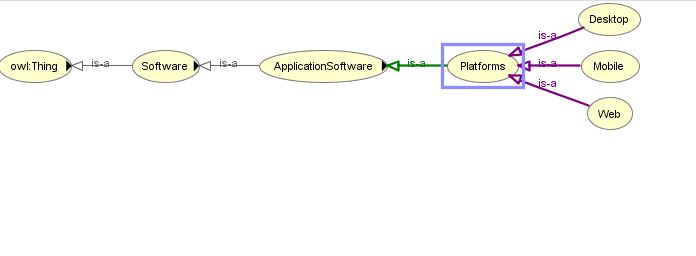 Desktop
is-a
owl:Thing
is-a
Software
is-a
ApplicationSoftware
is-a
Platforms
is-a
Mobile
is-a
Web